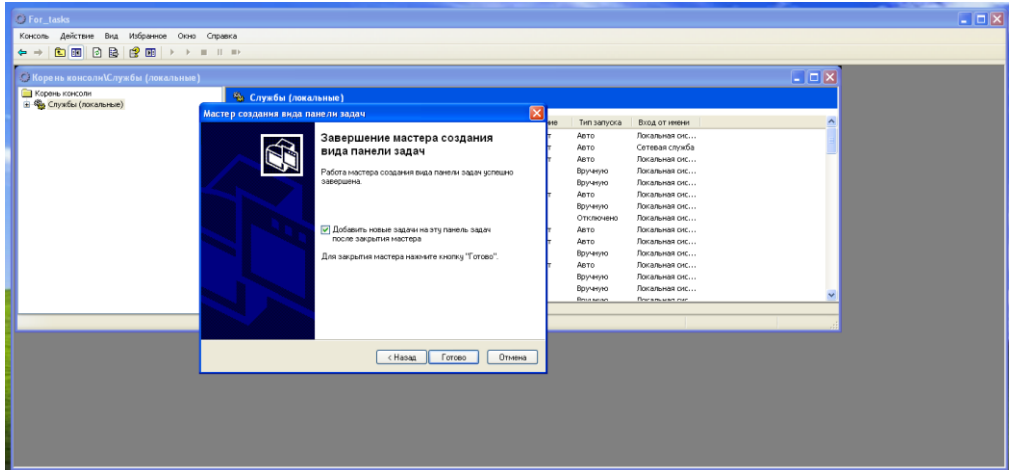 For_tasks
Консоль Действие Вид Избранное Окно Справка
Корень консоли\Службы (локальные)
Корень консоли
Службы (локальные)
Службы (локальные)
Мастер создания вида панели задач
Завершение мастера создания
вида панели задач
Работа мастера создания вида панели задач успешно
завершена.
Добавить новые задачи на эту панель задач
после закрытия мастера
Для закрытия мастера нажмите кнопку "Готово".
< Назад Готово Отмена
ние Тип запуска Вход от имени
т Авто Локальная сис...
т Авто Сетевая служба
т Авто Локальная сис...
Вручную Локальная сис...
Вручную Локальная сис...
т Авто Локальная сис...
Вручную Локальная сис...
Отключено Локальная сис...
т Авто Локальная сис...
т Авто Локальная сис...
Вручную Локальная сис...
т Авто Локальная сис...
Вручную Локальная сис...
Вручную Локальная сис...
Вручную Локальная сис